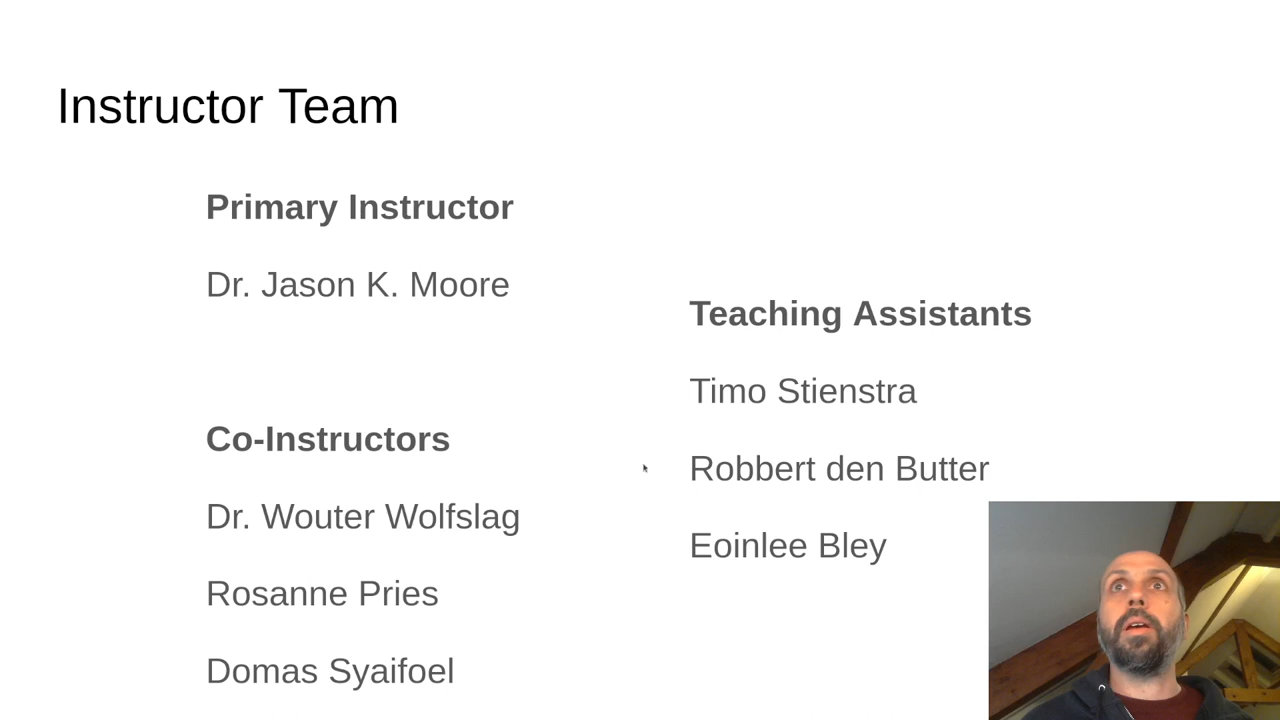 Instructor Team
Primary Instructor
Dr. Jason K. Moore
Co-Instructors
Dr. Wouter Wolfslag
Rosanne Pries
Domas Syaifoel
Teaching Assistants
Timo Stienstra
Robbert den Butter
Eoinlee Bley